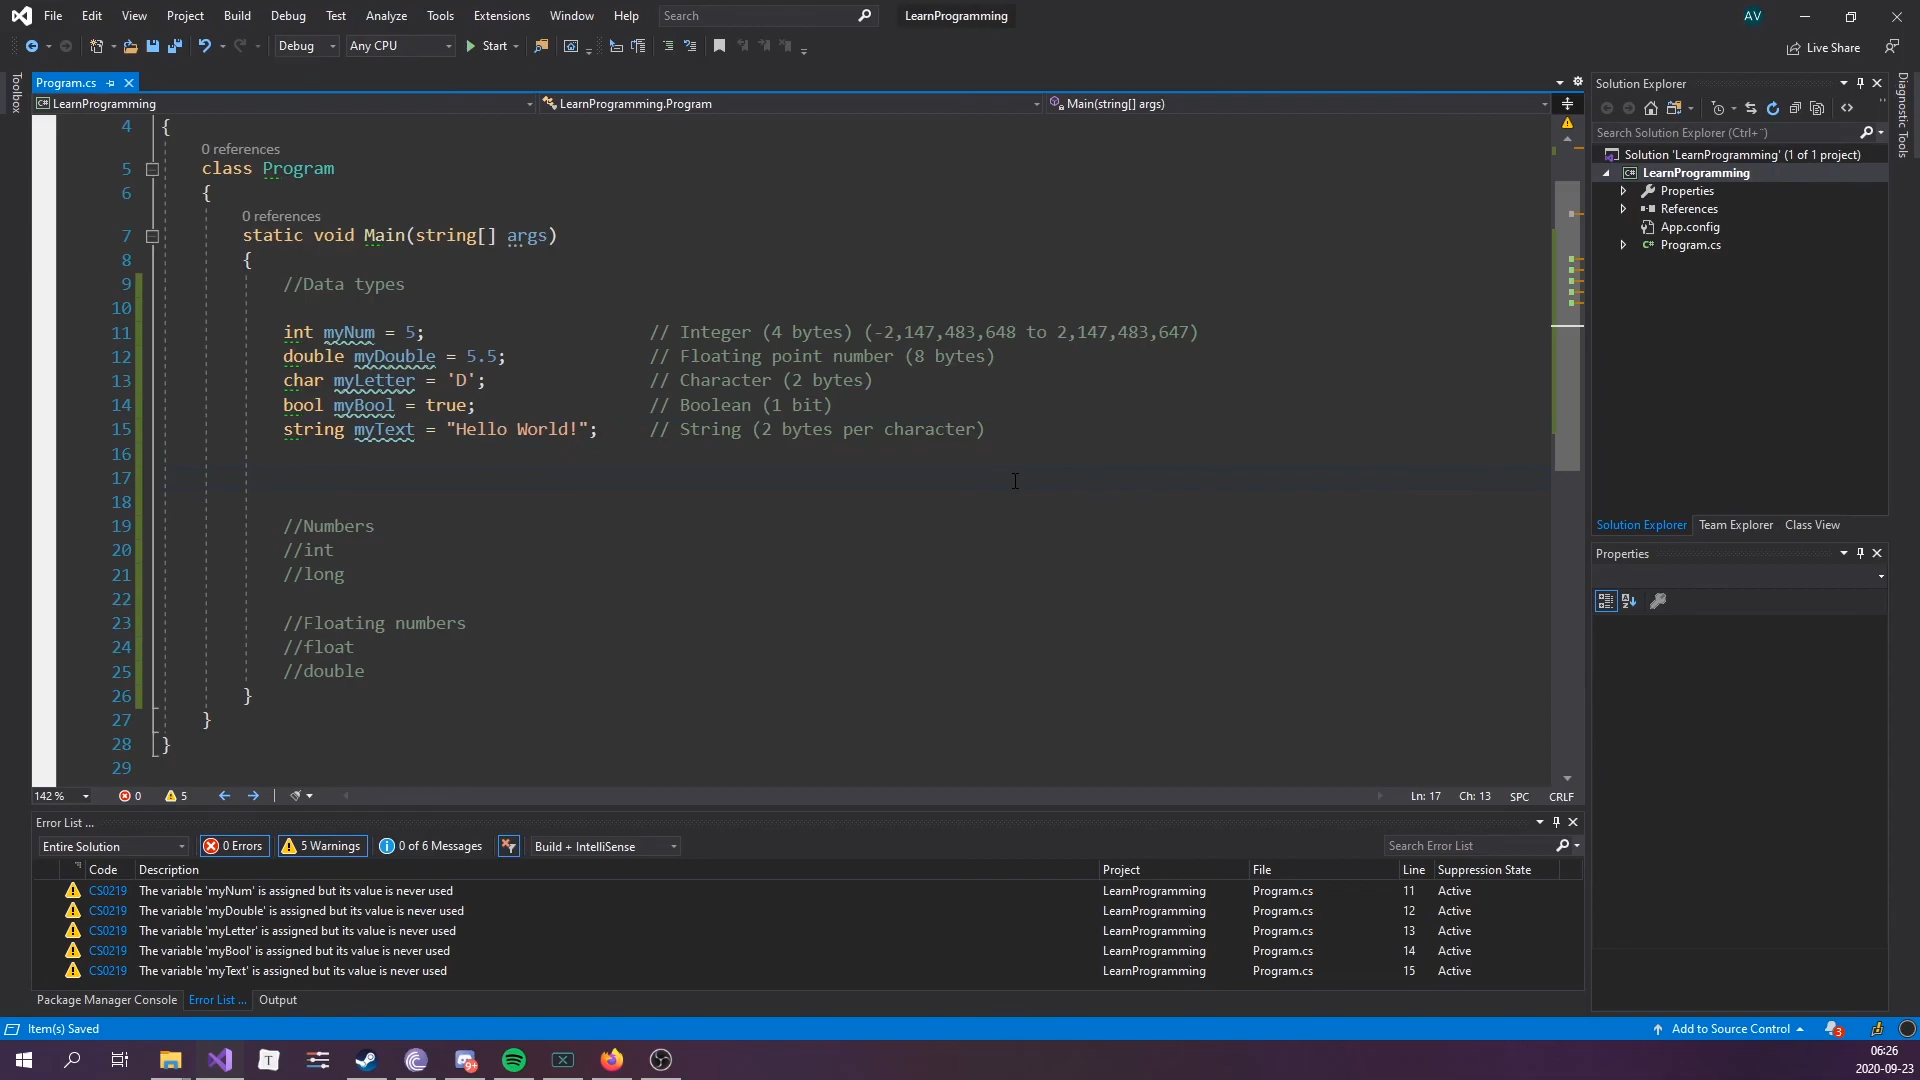 File Edit View Project Build Debug Test Analyze Tools Extensions Window Help Search LearnProgramming AV
Debug Any CPU Start Live Share
Toolbox
Program.cs
LearnProgramming LearnProgramming.Program Main(string[] args)
4 {
0 references
5 class Program
6 {
0 references
7 static void Main(string[] args)
8 {
9 //Data types
10
11 int myNum = 5; // Integer (4 bytes) (-2,147,483,648 to 2,147,483,647)
12 double myDouble = 5.5; // Floating point number (8 bytes)
13 char myLetter = 'D'; // Character (2 bytes)
14 bool myBool = true; // Boolean (1 bit)
15 string myText = "Hello World!"; // String (2 bytes per character)
16
17
18
19 //Numbers
20 //int
21 //long
22
23 //Floating numbers
24 //float
25 //double
26 }
27 }
28 }
29
142 % 0 5 Ln: 17 Ch: 13 SPC CRLF
Error List ...
Entire Solution 0 Errors 5 Warnings 0 of 6 Messages Build + IntelliSense Search Error List
Code Description Project File Line Suppression State
CS0219 The variable 'myNum' is assigned but its value is never used LearnProgramming Program.cs 11 Active
CS0219 The variable 'myDouble' is assigned but its value is never used LearnProgramming Program.cs 12 Active
CS0219 The variable 'myLetter' is assigned but its value is never used LearnProgramming Program.cs 13 Active
CS0219 The variable 'myBool' is assigned but its value is never used LearnProgramming Program.cs 14 Active
CS0219 The variable 'myText' is assigned but its value is never used LearnProgramming Program.cs 15 Active
Package Manager Console Error List ... Output
Solution Explorer
Search Solution Explorer (Ctrl+¨)
Solution 'LearnProgramming' (1 of 1 project)
LearnProgramming
Properties
References
App.config
Program.cs
Solution Explorer Team Explorer Class View
Properties
Diagnostic Tools
Item(s) Saved Add to Source Control 3
T 9+
06:26
2020-09-23